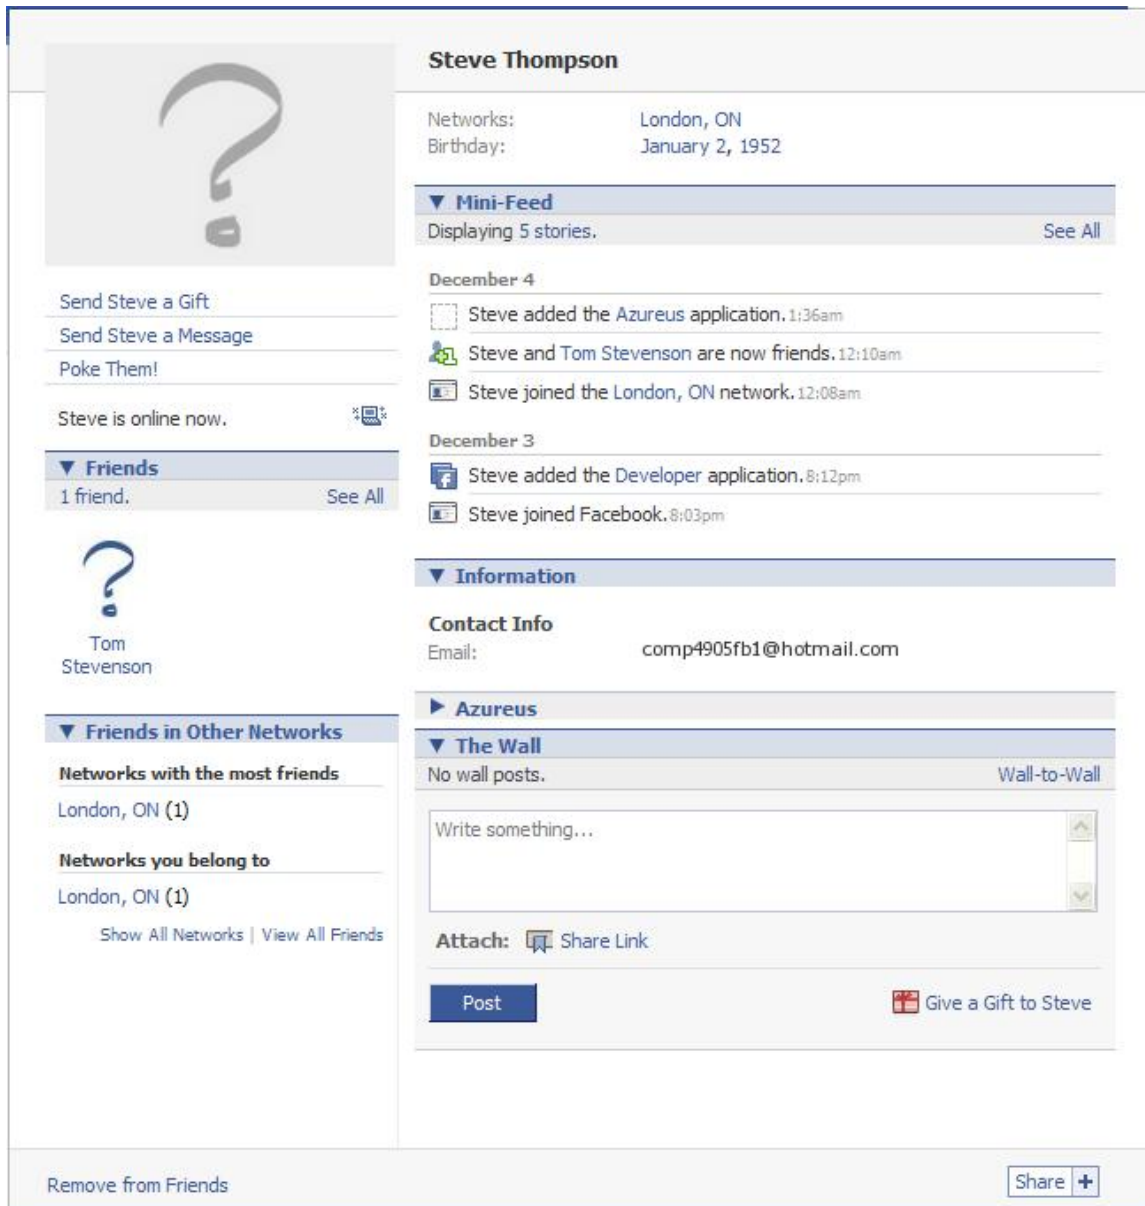 Steve Thompson
Networks: London, ON
Birthday: January 2, 1952
Mini-Feed
Displaying 5 stories. See All
December 4
Steve added the Azureus application. 1:36am
Steve and Tom Stevenson are now friends. 12:10am
Steve joined the London, ON network. 12:08am
December 3
Steve added the Developer application. 8:12pm
Steve joined Facebook. 8:03pm
Information
Contact Info
Email: comp4905fb1@hotmail.com
Azureus
The Wall
No wall posts. Wall-to-Wall
Write something...
Attach: Share Link
Post Give a Gift to Steve
Send Steve a Gift
Send Steve a Message
Poke Them!
Steve is online now.
Friends
1 friend. See All
Tom
Stevenson
Friends in Other Networks
Networks with the most friends
London, ON (1)
Networks you belong to
London, ON (1)
Show All Networks | View All Friends
Remove from Friends Share +